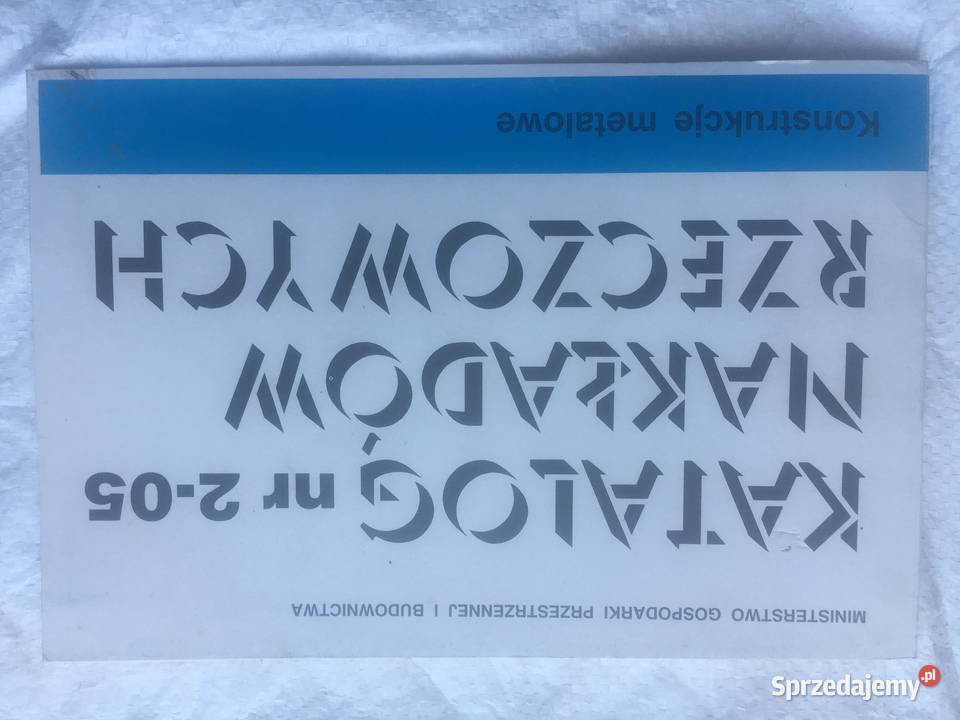 MINISTERSTWO GOSPODARKI PRZESTRZENNEJ I BUDOWNICTWA
KATALOG nr 2-05
NAKŁADÓW
RZECZOWYCH
Konstrukcje metalowe
Sprzedajemy.pl